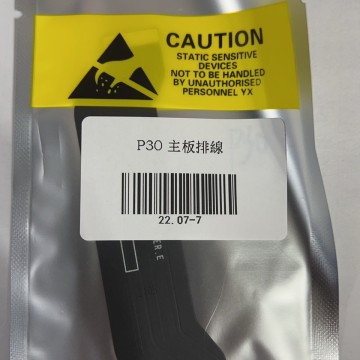 CAUTION
STATIC SENSITIVE
DEVICES
NOT TO BE HANDLED
BY UNAUTHORISED
PERSONNEL YX
P30 主板排線
22.07-7
ER.E